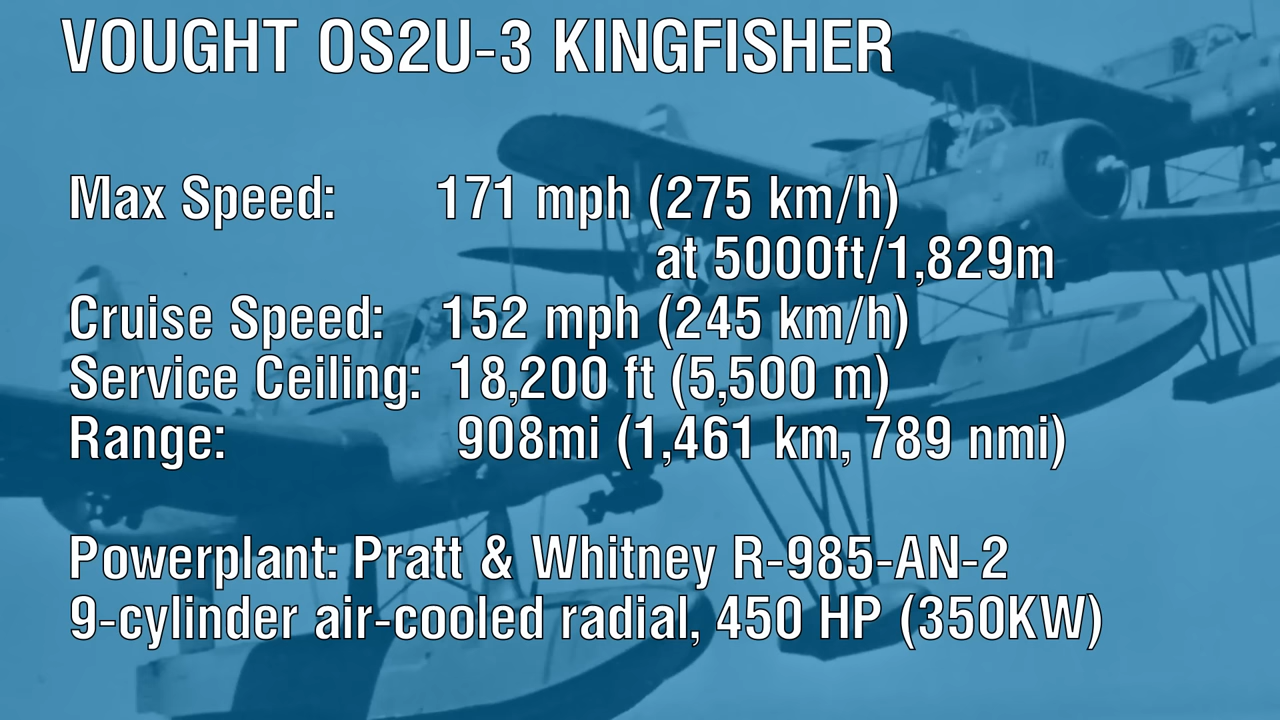 VOUGHT OS2U-3 KINGFISHER
Max Speed: 171 mph (275 km/h)
at 5000ft/1,829m
Cruise Speed: 152 mph (245 km/h)
Service Ceiling: 18,200 ft (5,500 m)
Range: 908mi (1,461 km, 789 nmi)
Powerplant: Pratt & Whitney R-985-AN-2
9-cylinder air-cooled radial, 450 HP (350KW)
17